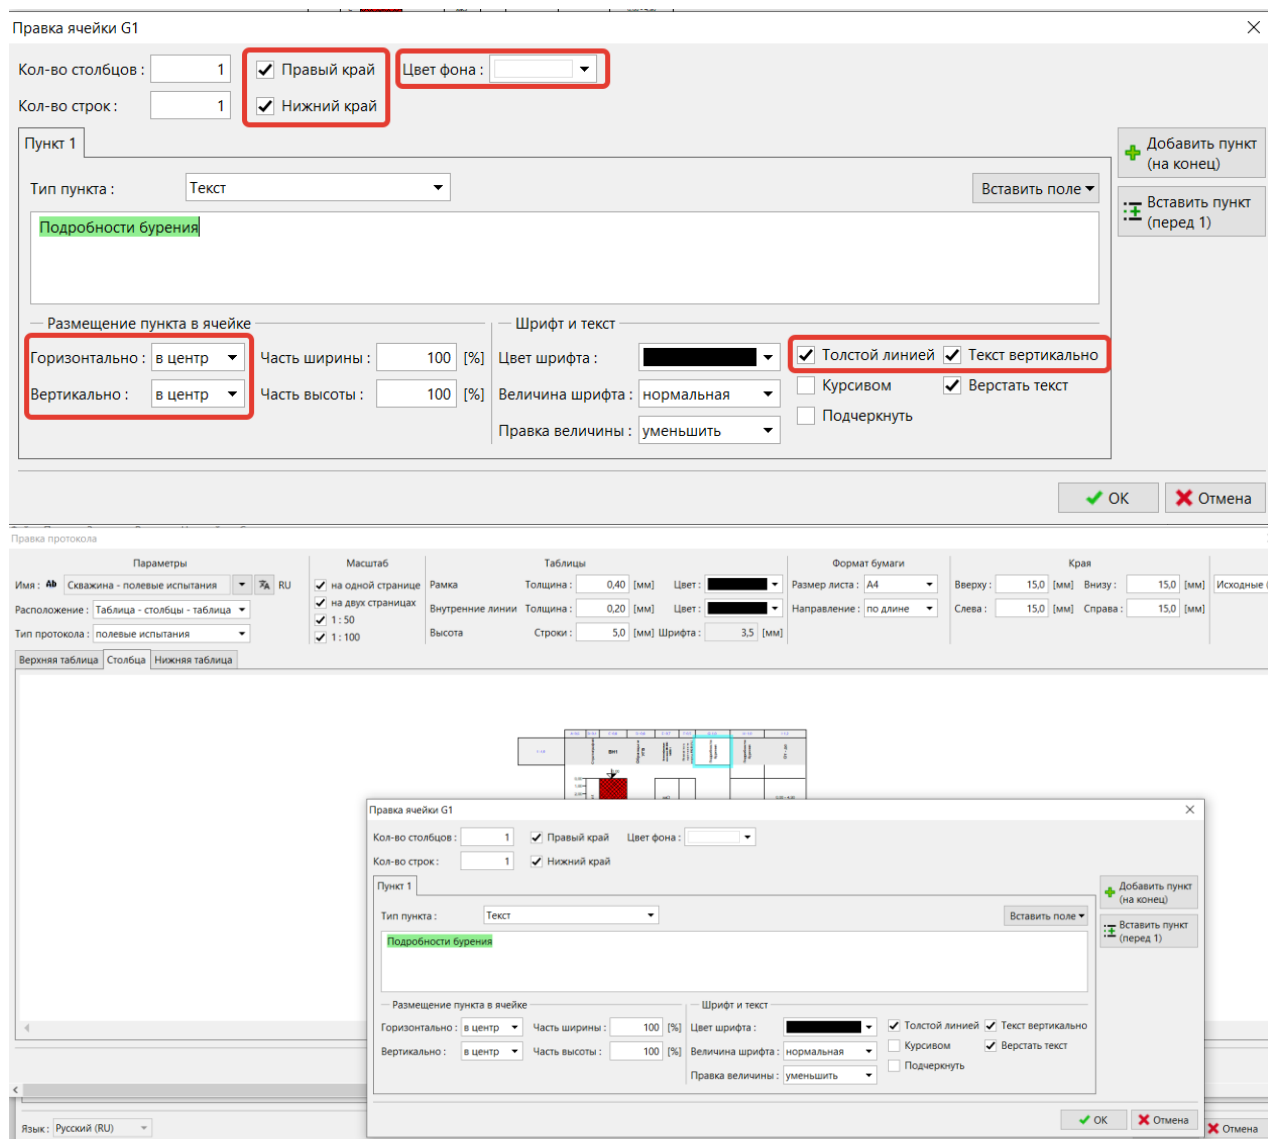 Правка ячейки G1
Кол-во столбцов : 1 Правый край Цвет фона :
Кол-во строк : 1 Нижний край
Пункт 1
Добавить пункт
(на конец)
Тип пункта : Текст Вставить поле
Вставить пункт
(перед 1)
Подробности бурения
Размещение пункта в ячейке Шрифт и текст
Горизонтально : в центр Часть ширины : 100 [%] Цвет шрифта : Толстой линией Текст вертикально
Курсивом Верстать текст
Вертикально : в центр Часть высоты : 100 [%] Величина шрифта : нормальная
Подчеркнуть
Правка величины : уменьшить
OK Отмена
Правка протокола
Параметры Масштаб Таблицы Формат бумаги Края
Имя : Ab Скважина - полевые испытания RU на одной странице Рамка Толщина : 0,40 [мм] Цвет : Размер листа : A4 Вверху : 15,0 [мм] Внизу : 15,0 [мм] Исходные
Расположение : Таблица - столбцы - таблица на двух страницах Внутренние линии Толщина : 0,20 [мм] Цвет : Направление : по длине Слева : 15,0 [мм] Справа : 15,0 [мм]
1 : 50
Тип протокола : полевые испытания 1 : 100 Высота Строки : 5,0 [мм] Шрифта : 3,5 [мм]
Верхняя таблица Столбца Нижняя таблица
BH1
Подробности бурения
Правка ячейки G1
Кол-во столбцов : 1 Правый край Цвет фона :
Кол-во строк : 1 Нижний край
Пункт 1
Добавить пункт
(на конец)
Тип пункта : Текст Вставить поле
Вставить пункт
(перед 1)
Подробности бурения
Размещение пункта в ячейке Шрифт и текст
Горизонтально : в центр Часть ширины : 100 [%] Цвет шрифта : Толстой линией Текст вертикально
Вертикально : в центр Часть высоты : 100 [%] Величина шрифта : нормальная Курсивом Верстать текст
Подчеркнуть
Правка величины : уменьшить
OK Отмена
Язык : Русский (RU) Отмена